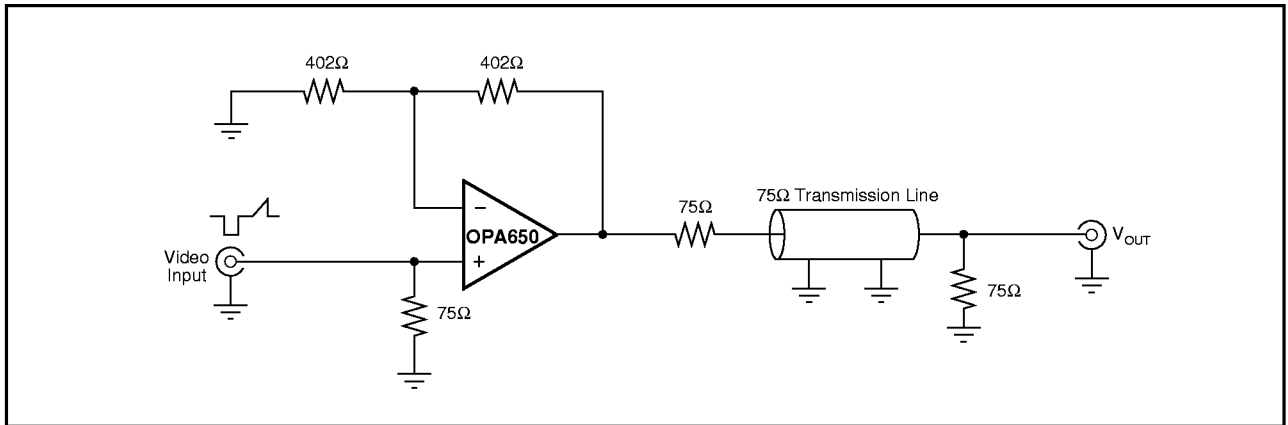 402Ω
402Ω
75Ω Transmission Line
75Ω
−
OPA650
+
Video
Input
V_OUT
75Ω
75Ω